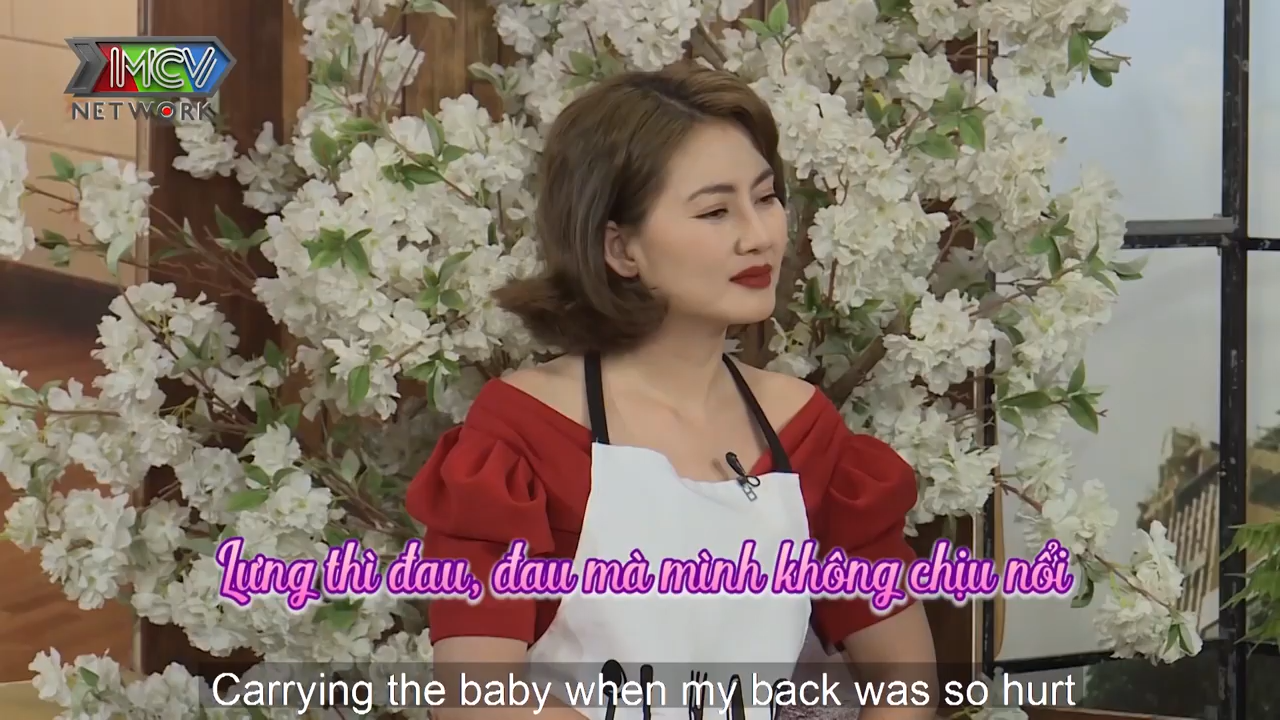 MCV
NETWORK
Lưng thì đau, đau mà mình không chịu nổi
Carrying the baby when my back was so hurt